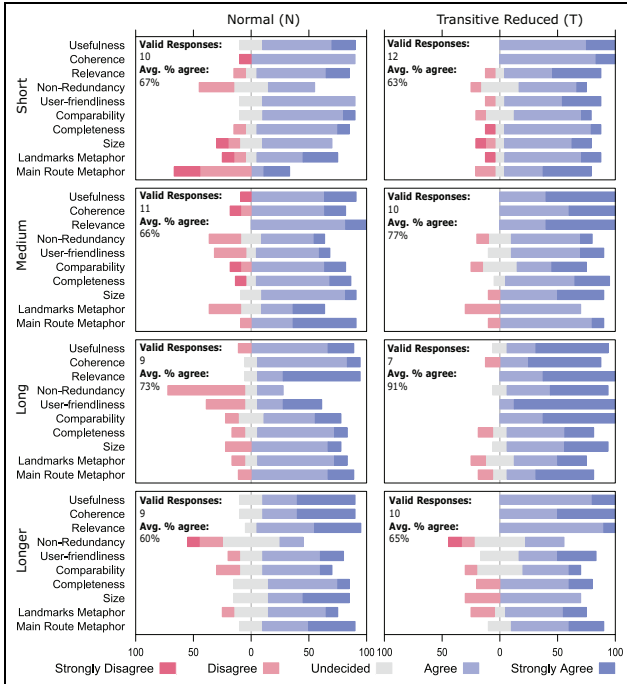 Normal (N)
Transitive Reduced (T)
Short
Usefulness
Coherence
Relevance
Non-Redundancy
User-friendliness
Comparability
Completeness
Size
Landmarks Metaphor
Main Route Metaphor
Valid Responses:
10
Avg. % agree:
67%
Valid Responses:
12
Avg. % agree:
63%
Medium
Usefulness
Coherence
Relevance
Non-Redundancy
User-friendliness
Comparability
Completeness
Size
Landmarks Metaphor
Main Route Metaphor
Valid Responses:
11
Avg. % agree:
66%
Valid Responses:
10
Avg. % agree:
77%
Long
Usefulness
Coherence
Relevance
Non-Redundancy
User-friendliness
Comparability
Completeness
Size
Landmarks Metaphor
Main Route Metaphor
Valid Responses:
9
Avg. % agree:
73%
Valid Responses:
7
Avg. % agree:
91%
Longer
Usefulness
Coherence
Relevance
Non-Redundancy
User-friendliness
Comparability
Completeness
Size
Landmarks Metaphor
Main Route Metaphor
Valid Responses:
9
Avg. % agree:
60%
Valid Responses:
10
Avg. % agree:
65%
100 50 0 50 100 100 50 0 50 100
Strongly Disagree Disagree Undecided Agree Strongly Agree